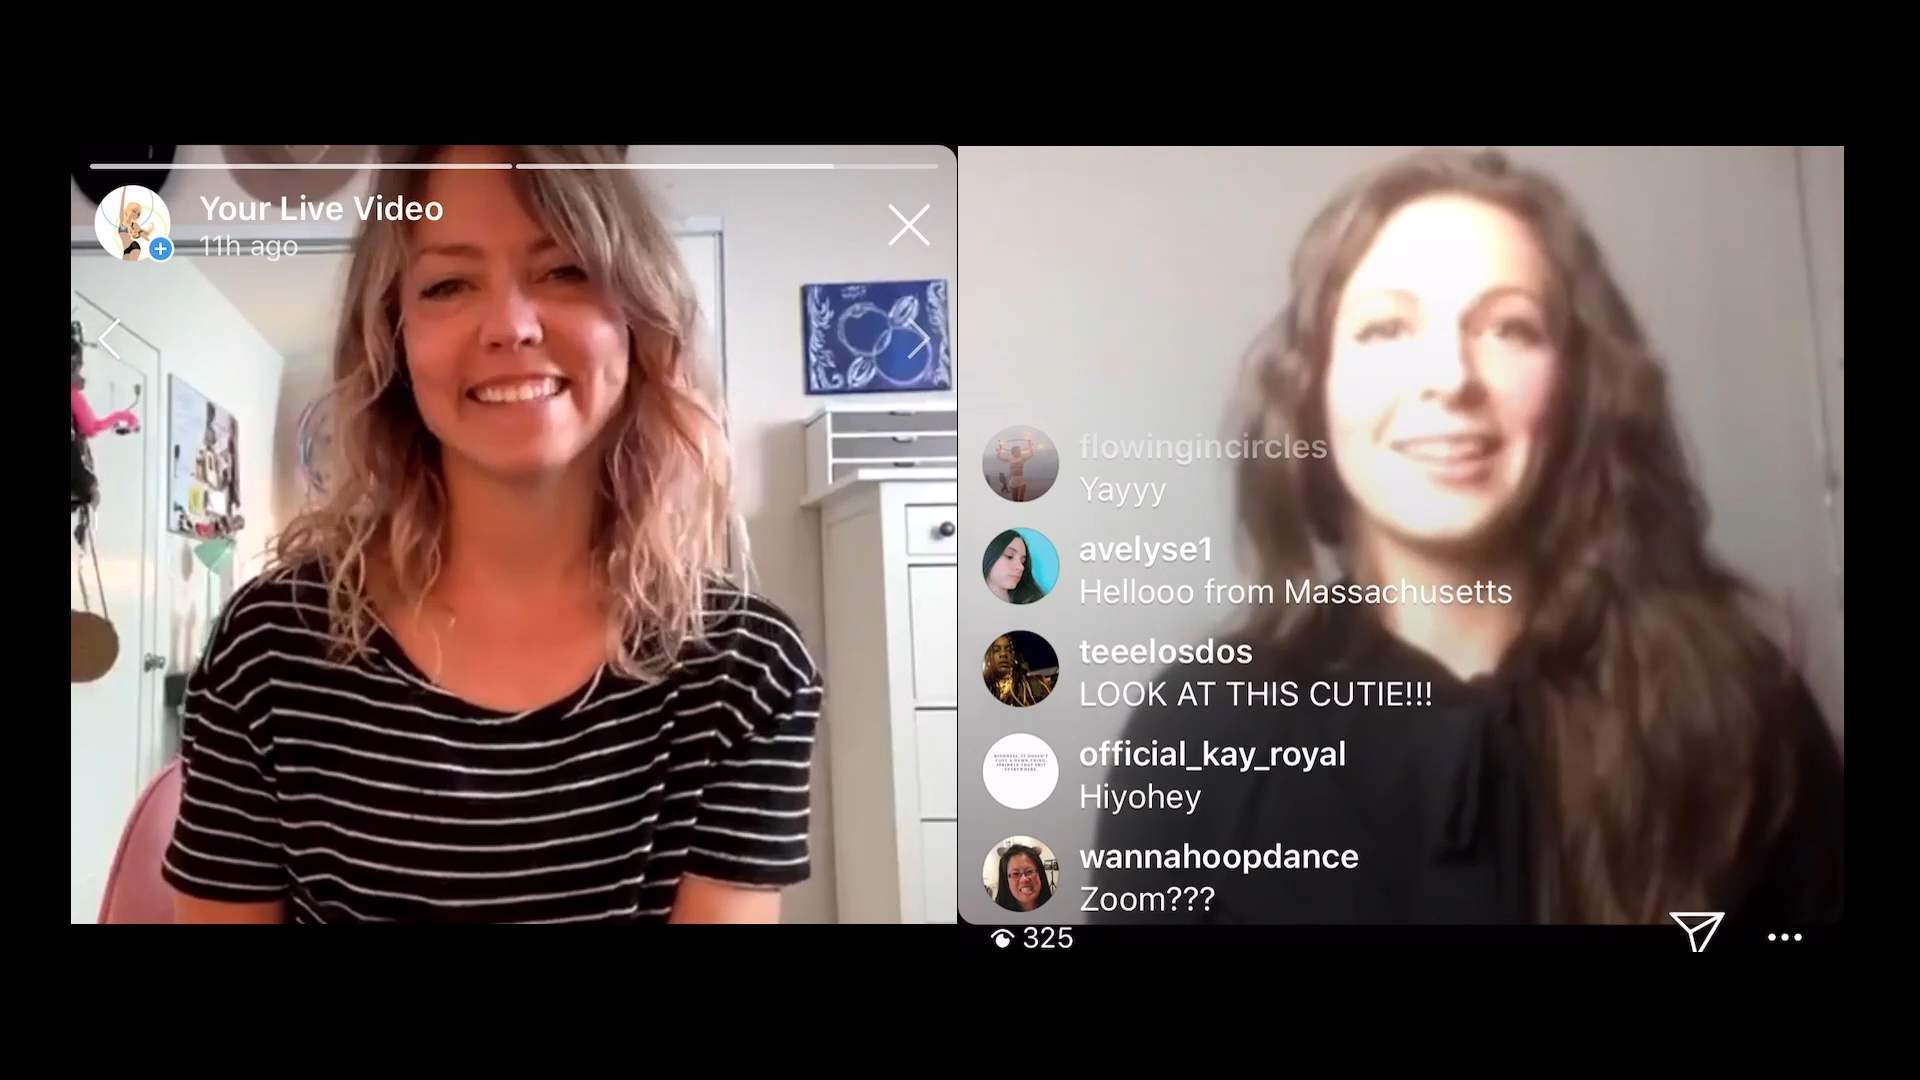 Your Live Video
11h ago
flowingincircles
Yayyy
avelyse1
Hellooo from Massachusetts
teeelosdos
LOOK AT THIS CUTIE!!!
official_kay_royal
Hiyohey
wannahoopdance
Zoom???
325